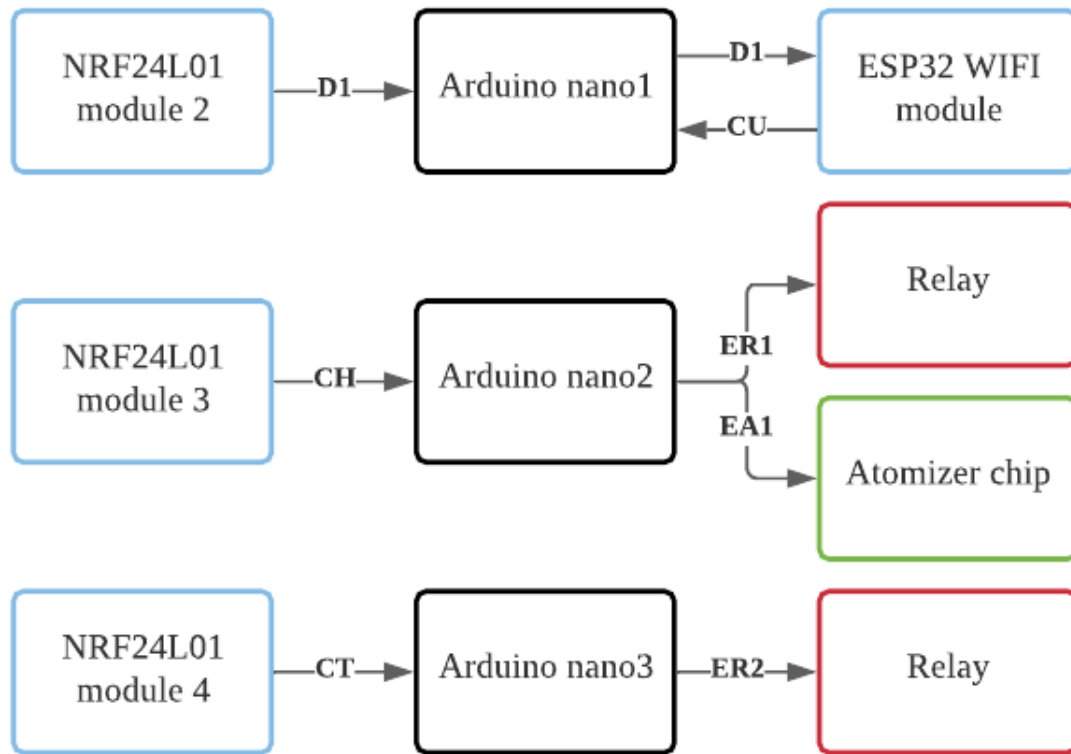 NRF24L01
module 2
D1
Arduino nano1
D1
CU
ESP32 WIFI
module
NRF24L01
module 3
CH
Arduino nano2
ER1
EA1
Relay
Atomizer chip
NRF24L01
module 4
CT
Arduino nano3
ER2
Relay